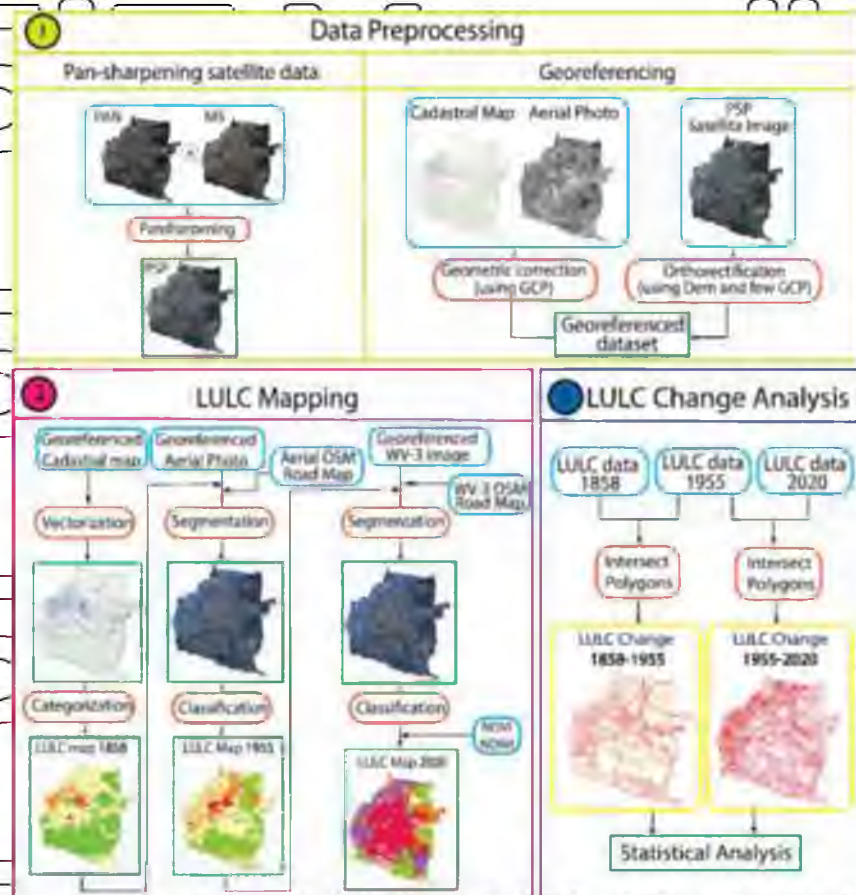 1
Data Preprocessing
Pan-sharpening satellite data
Georeferencing
PAN
MS
Pansharpening
PSP
Cadastral Map
Aerial Photo
PSP
Satellite Image
Geometric correction
(using GCP)
Orthorectification
(using Dem and few GCP)
Georeferenced
dataset
2
LULC Mapping
Georeferenced
Cadastral map
Georeferenced
Aerial Photo
Aerial OSM
Road Map
Georeferenced
WV-3 image
WV-3 OSM
Road Map
Vectorization
Segmentation
Segmentation
Categorization
Classification
Classification
NDVI
NDWI
LULC map 1858
LULC Map 1955
LULC Map 2020
LULC Change Analysis
LULC data
1858
LULC data
1955
LULC data
2020
Intersect
Polygons
Intersect
Polygons
LULC Change
1858-1955
LULC Change
1955-2020
Statistical Analysis